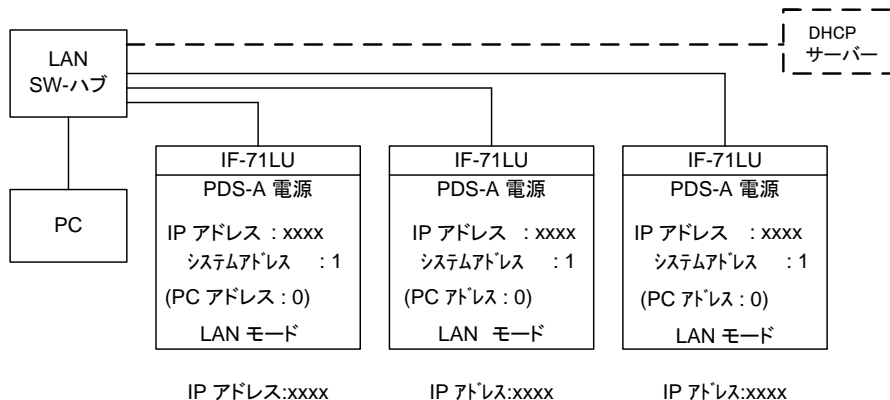 LAN
SW-ハブ
DHCP
サーバー
PC
IF-71LU
PDS-A 電源
IP アドレス : xxxx
ｼｽﾃﾑｱﾄﾞﾚｽ : 1
(PC アドレス : 0)
LAN モード
IP アドレス:xxxx
IF-71LU
PDS-A 電源
IP アドレス : xxxx
ｼｽﾃﾑｱﾄﾞﾚｽ : 1
(PC ｱﾄﾞﾚｽ : 0)
LAN モード
IP ｱﾄﾞﾚｽ:xxxx
IF-71LU
PDS-A 電源
IP アドレス : xxxx
ｼｽﾃﾑｱﾄﾞﾚｽ : 1
(PC ｱﾄﾞﾚｽ : 0)
LAN モード
IP ｱﾄﾞﾚｽ:xxxx